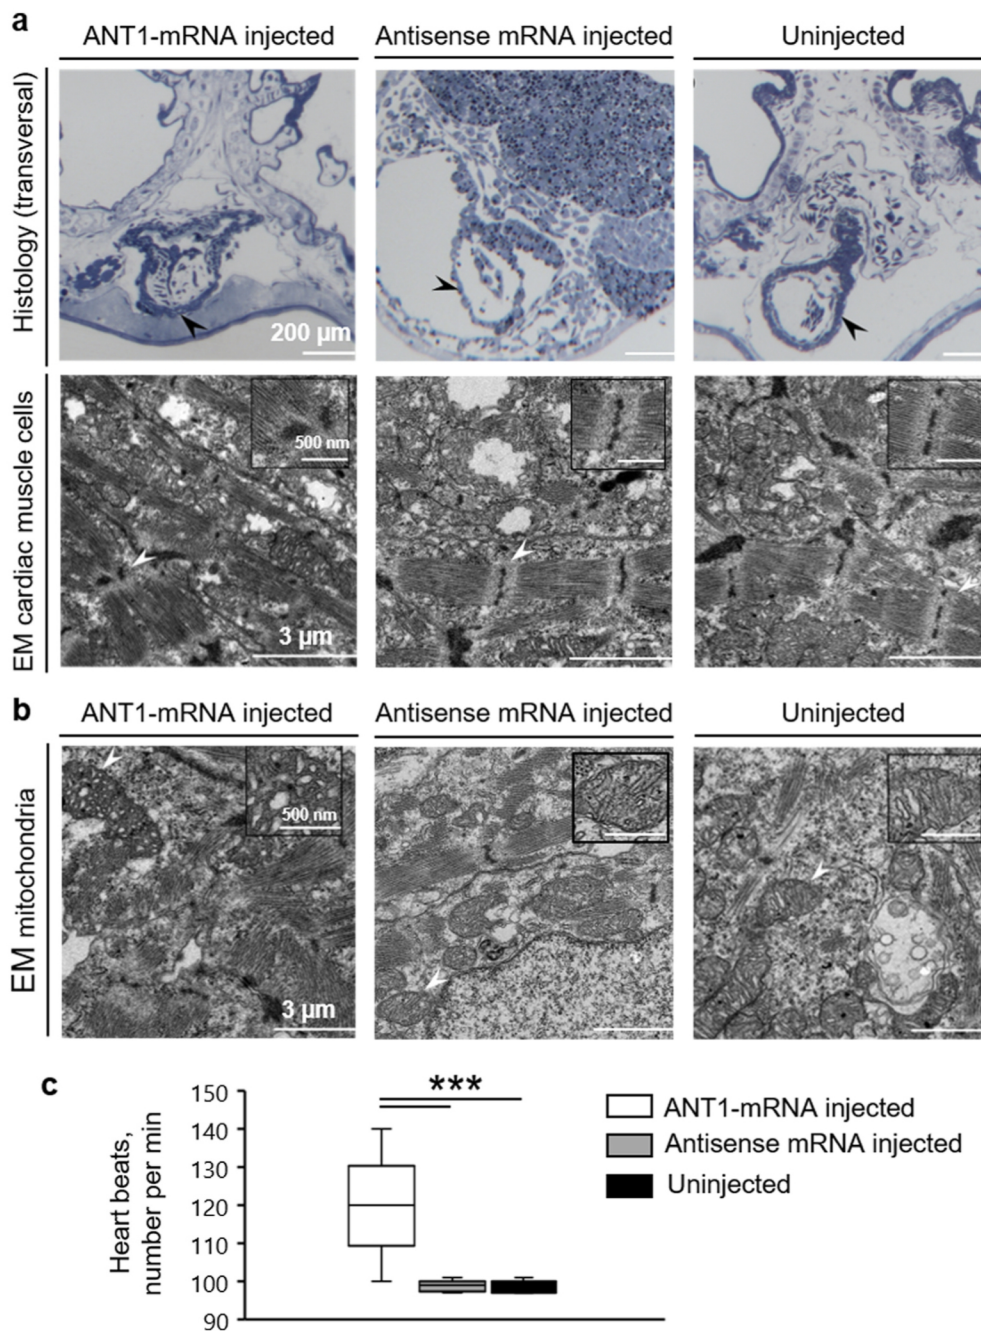 a
ANT1-mRNA injected
Antisense mRNA injected
Uninjected
Histology (transversal)
200 µm
EM cardiac muscle cells
500 nm
3 µm
b
ANT1-mRNA injected
Antisense mRNA injected
Uninjected
EM mitochondria
500 nm
3 µm
c
***
Heart beats,
number per min
150
140
130
120
110
100
90
ANT1-mRNA injected
Antisense mRNA injected
Uninjected